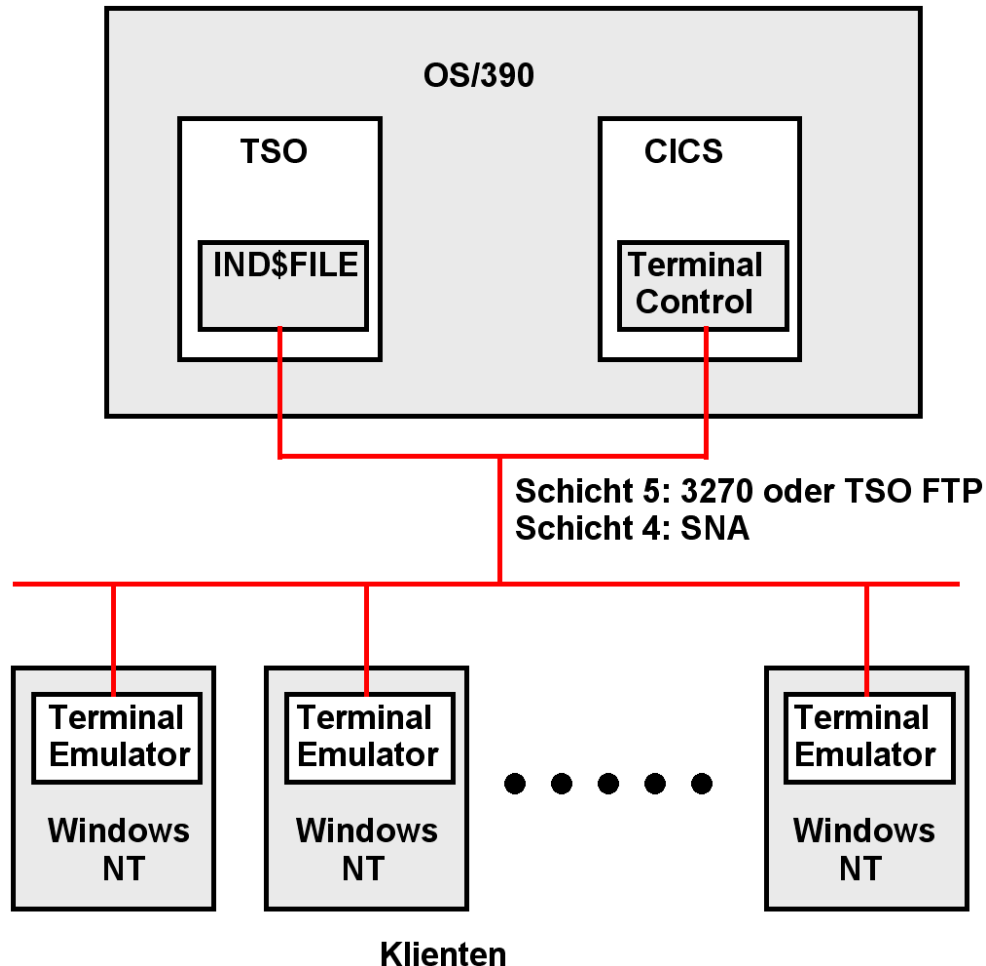 OS/390
TSO
CICS
IND$FILE
Terminal
Control
Schicht 5: 3270 oder TSO FTP
Schicht 4: SNA
Terminal
Emulator
Windows
NT
Terminal
Emulator
Windows
NT
Terminal
Emulator
Windows
NT
Klienten